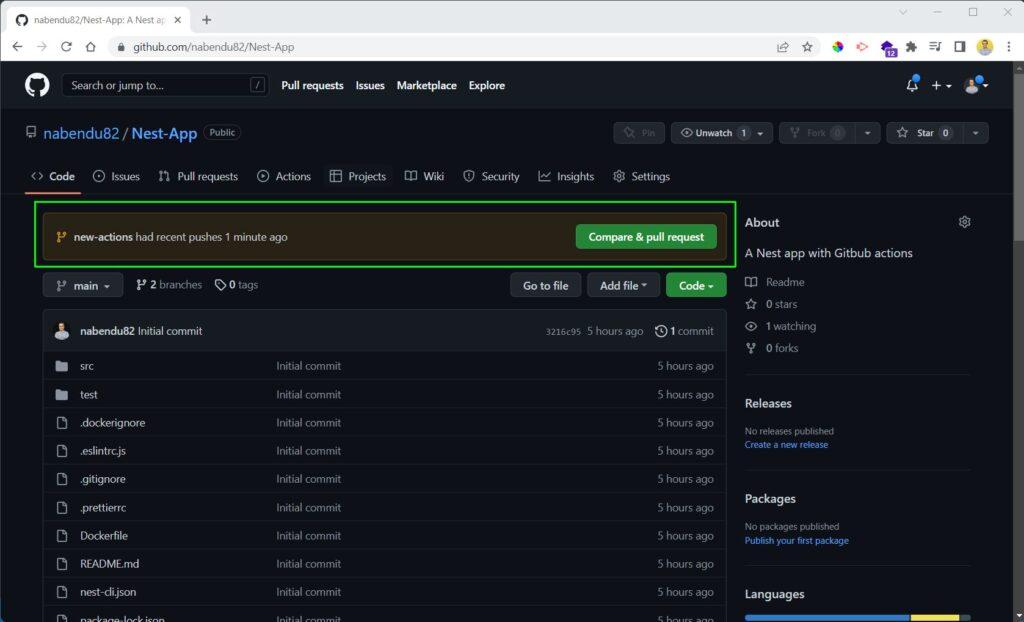 nabendu82/Nest-App: A Nest ap
github.com/nabendu82/Nest-App
12
Search or jump to... /
Pull requests Issues Marketplace Explore
nabendu82 / Nest-App Public
Pin Unwatch 1 Fork 0 Star 0
Code Issues Pull requests Actions Projects Wiki Security Insights Settings
new-actions had recent pushes 1 minute ago Compare & pull request
main 2 branches 0 tags Go to file Add file Code
nabendu82 Initial commit 3216c95 5 hours ago 1 commit
src Initial commit 5 hours ago
test Initial commit 5 hours ago
.dockerignore Initial commit 5 hours ago
.eslintrc.js Initial commit 5 hours ago
.gitignore Initial commit 5 hours ago
.prettierrc Initial commit 5 hours ago
Dockerfile Initial commit 5 hours ago
README.md Initial commit 5 hours ago
nest-cli.json Initial commit 5 hours ago
package-lock.json Initial commit 5 hours ago
About
A Nest app with Gitbub actions
Readme
0 stars
1 watching
0 forks
Releases
No releases published
Create a new release
Packages
No packages published
Publish your first package
Languages